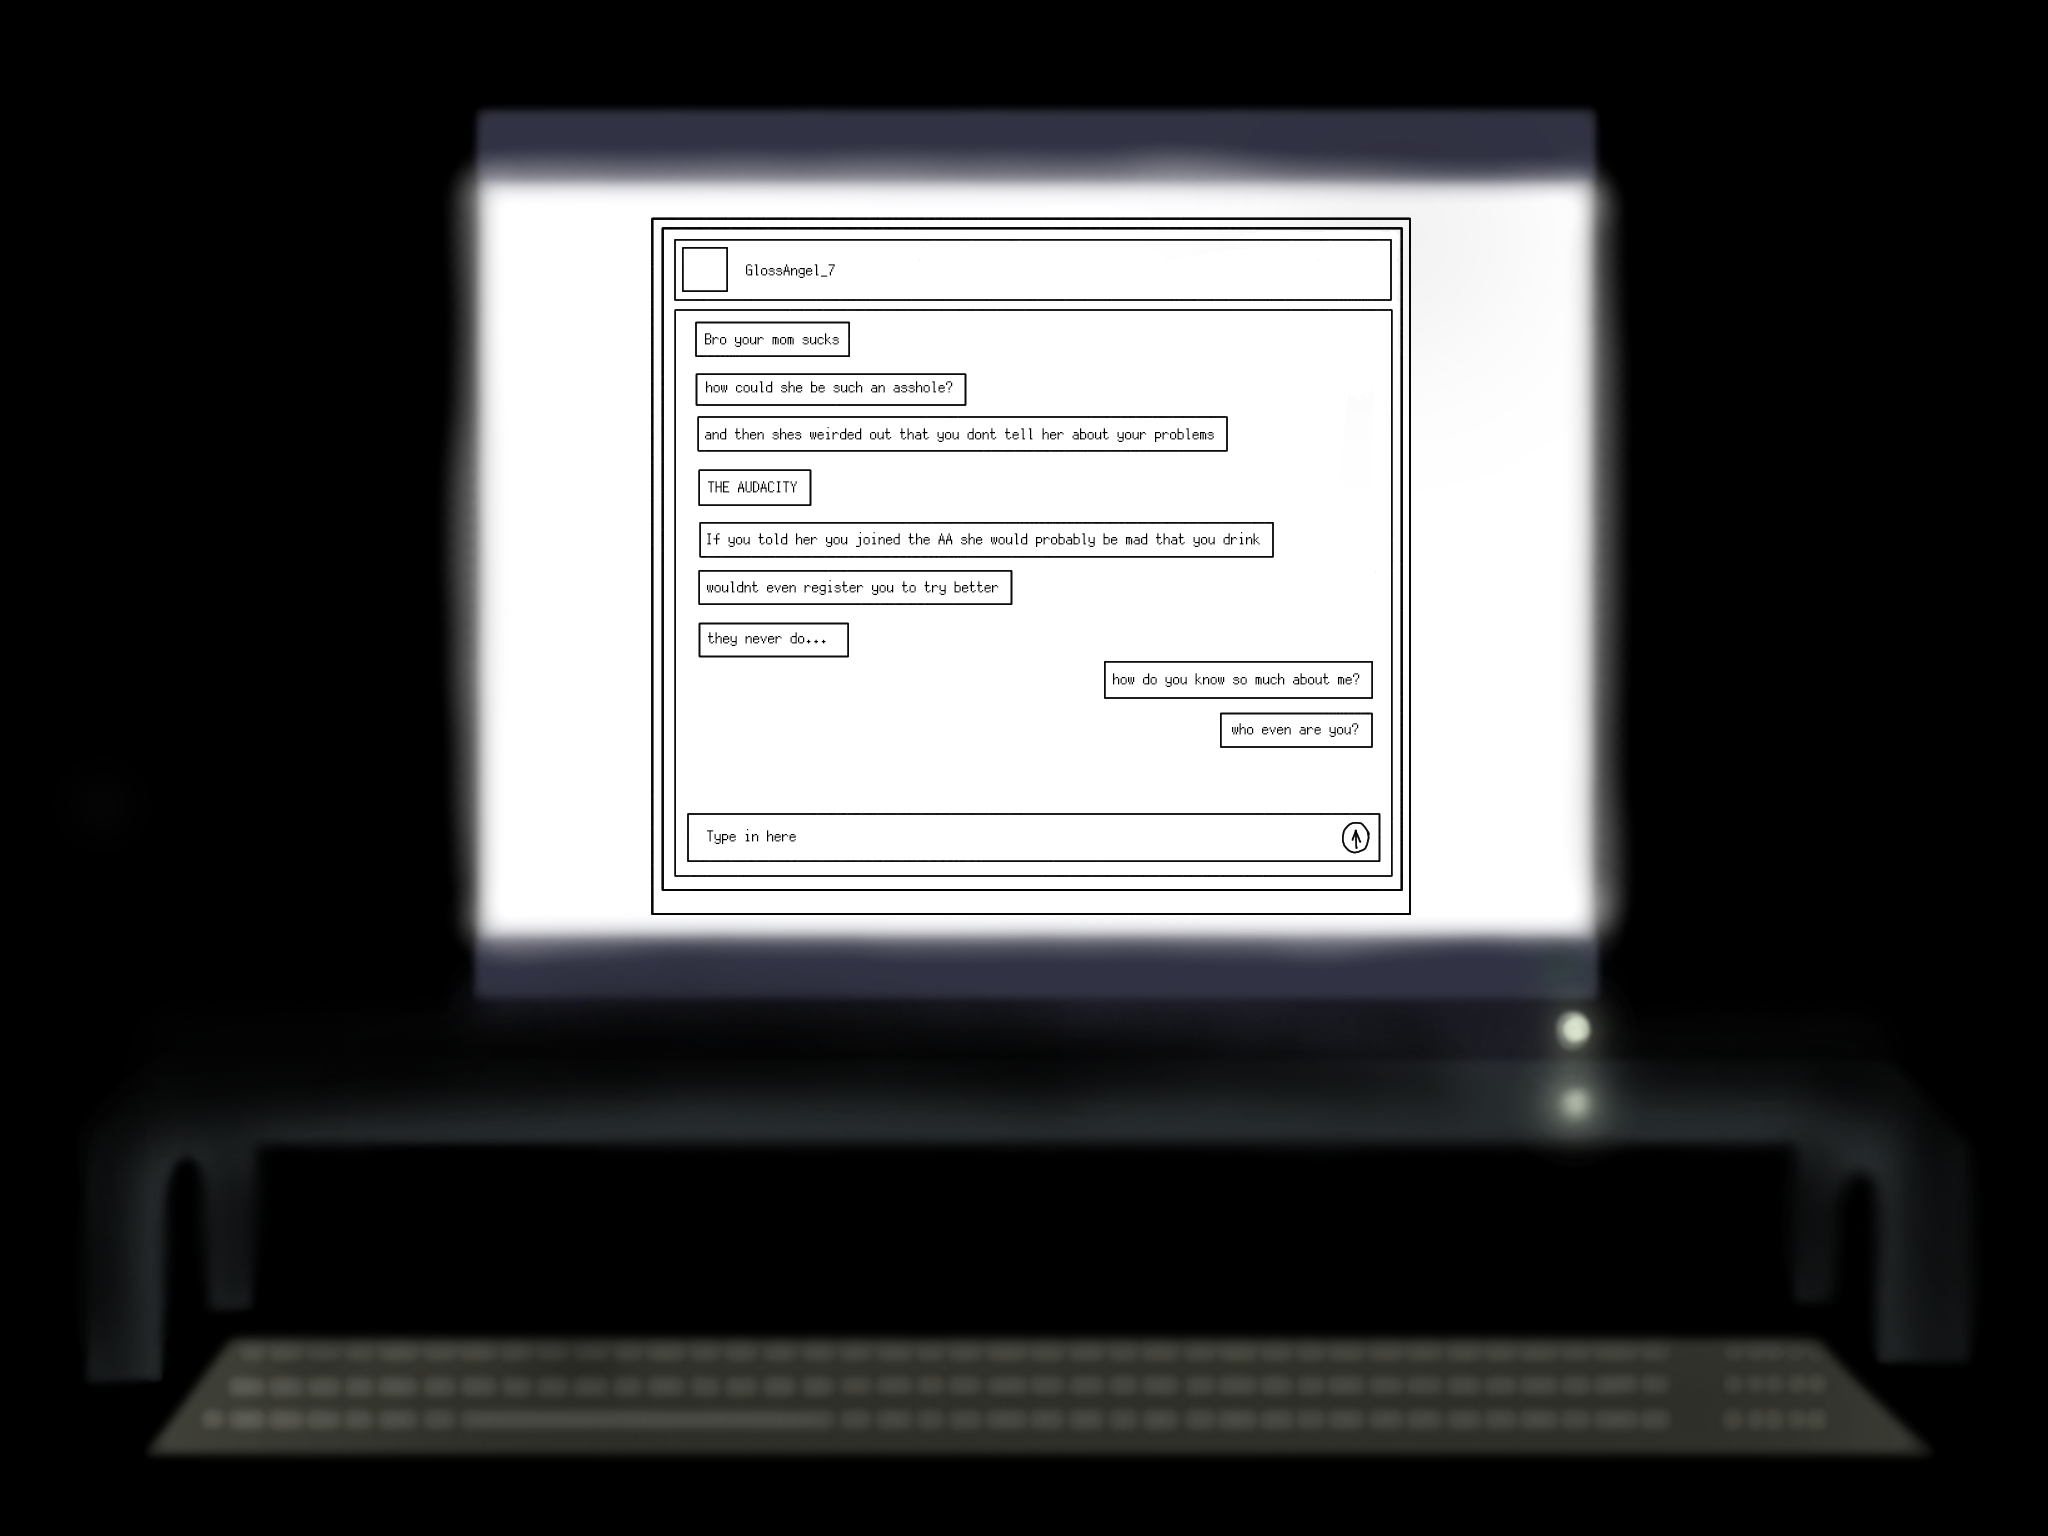 GlossAngel_7
Bro your mom sucks
how could she be such an asshole?
and then shes weirded out that you dont tell her about your problems
THE AUDACITY
If you told her you joined the AA she would probably be mad that you drink
wouldnt even register you to try better
they never do...
how do you know so much about me?
who even are you?
Type in here